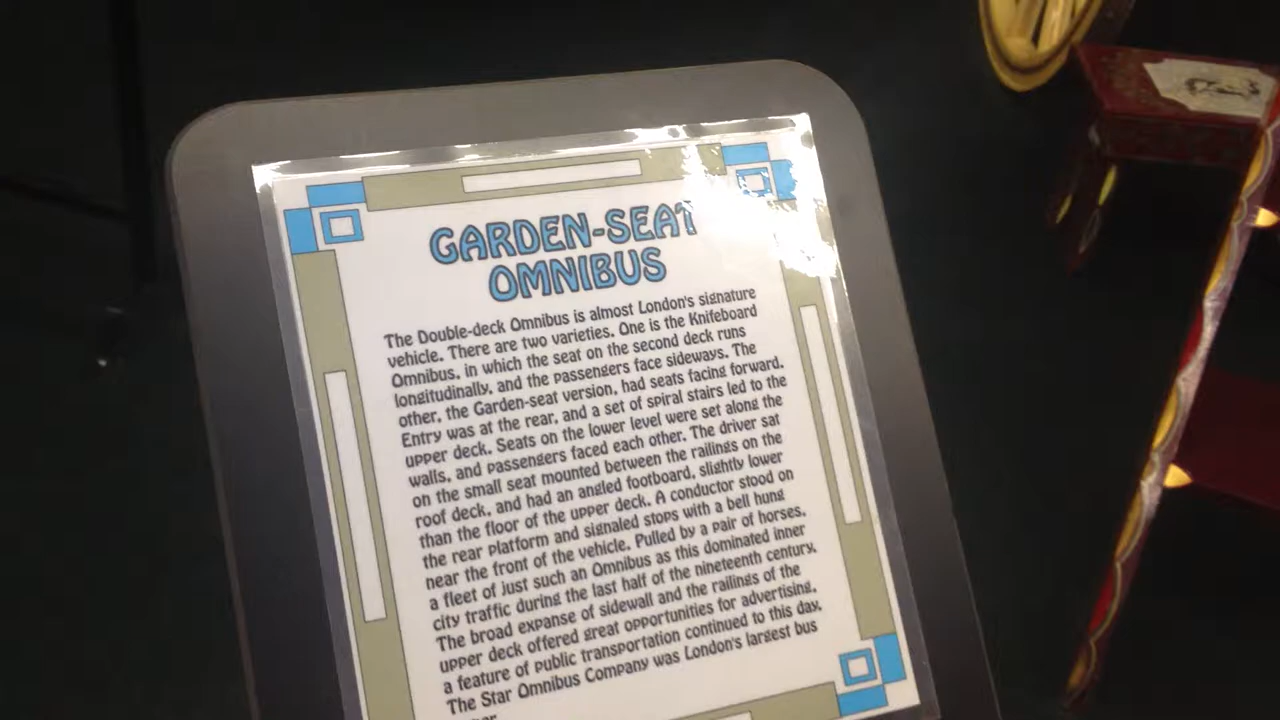 GARDEN-SEAT
OMNIBUS
The Double-deck Omnibus is almost London's signature
vehicle. There are two varieties. One is the Knifeboard
Omnibus, in which the seat on the second deck runs
longitudinally, and the passengers face sideways. The
other, the Garden-seat version, had seats facing forward.
Entry was at the rear, and a set of spiral stairs led to the
upper deck. Seats on the lower level were set along the
walls, and passengers faced each other. The driver sat
on the small seat mounted between the railings on the
roof deck, and had an angled footboard, slightly lower
than the floor of the upper deck. A conductor stood on
the rear platform and signaled stops with a bell hung
near the front of the vehicle. Pulled by a pair of horses,
a fleet of just such an Omnibus as this dominated inner
city traffic during the last half of the nineteenth century.
The broad expanse of sidewall and the railings of the
upper deck offered great opportunities for advertising,
a feature of public transportation continued to this day.
The Star Omnibus Company was London's largest bus